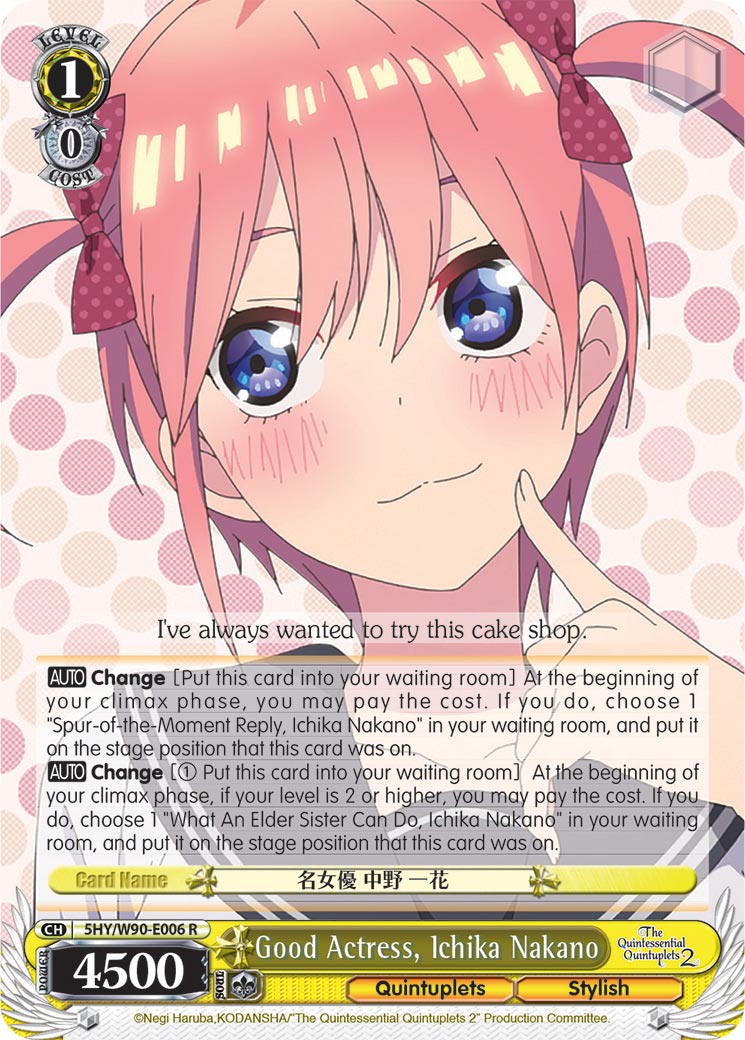 LEVEL
1
0
COST
I've always wanted to try this cake shop.
AUTO Change [Put this card into your waiting room] At the beginning of
your climax phase, you may pay the cost. If you do, choose 1
"Spur-of-the-Moment Reply, Ichika Nakano" in your waiting room, and put it
on the stage position that this card was on.
AUTO Change [① Put this card into your waiting room] At the beginning of
your climax phase, if your level is 2 or higher, you may pay the cost. If you
do, choose 1 "What An Elder Sister Can Do, Ichika Nakano" in your waiting
room, and put it on the stage position that this card was on.
Card Name 名女優 中野 一花
CH 5HY/W90-E006 R
POWER 4500 SOUL
Good Actress, Ichika Nakano
The Quintessential Quintuplets 2
Quintuplets Stylish
©Negi Haruba,KODANSHA/"The Quintessential Quintuplets 2" Production Committee.